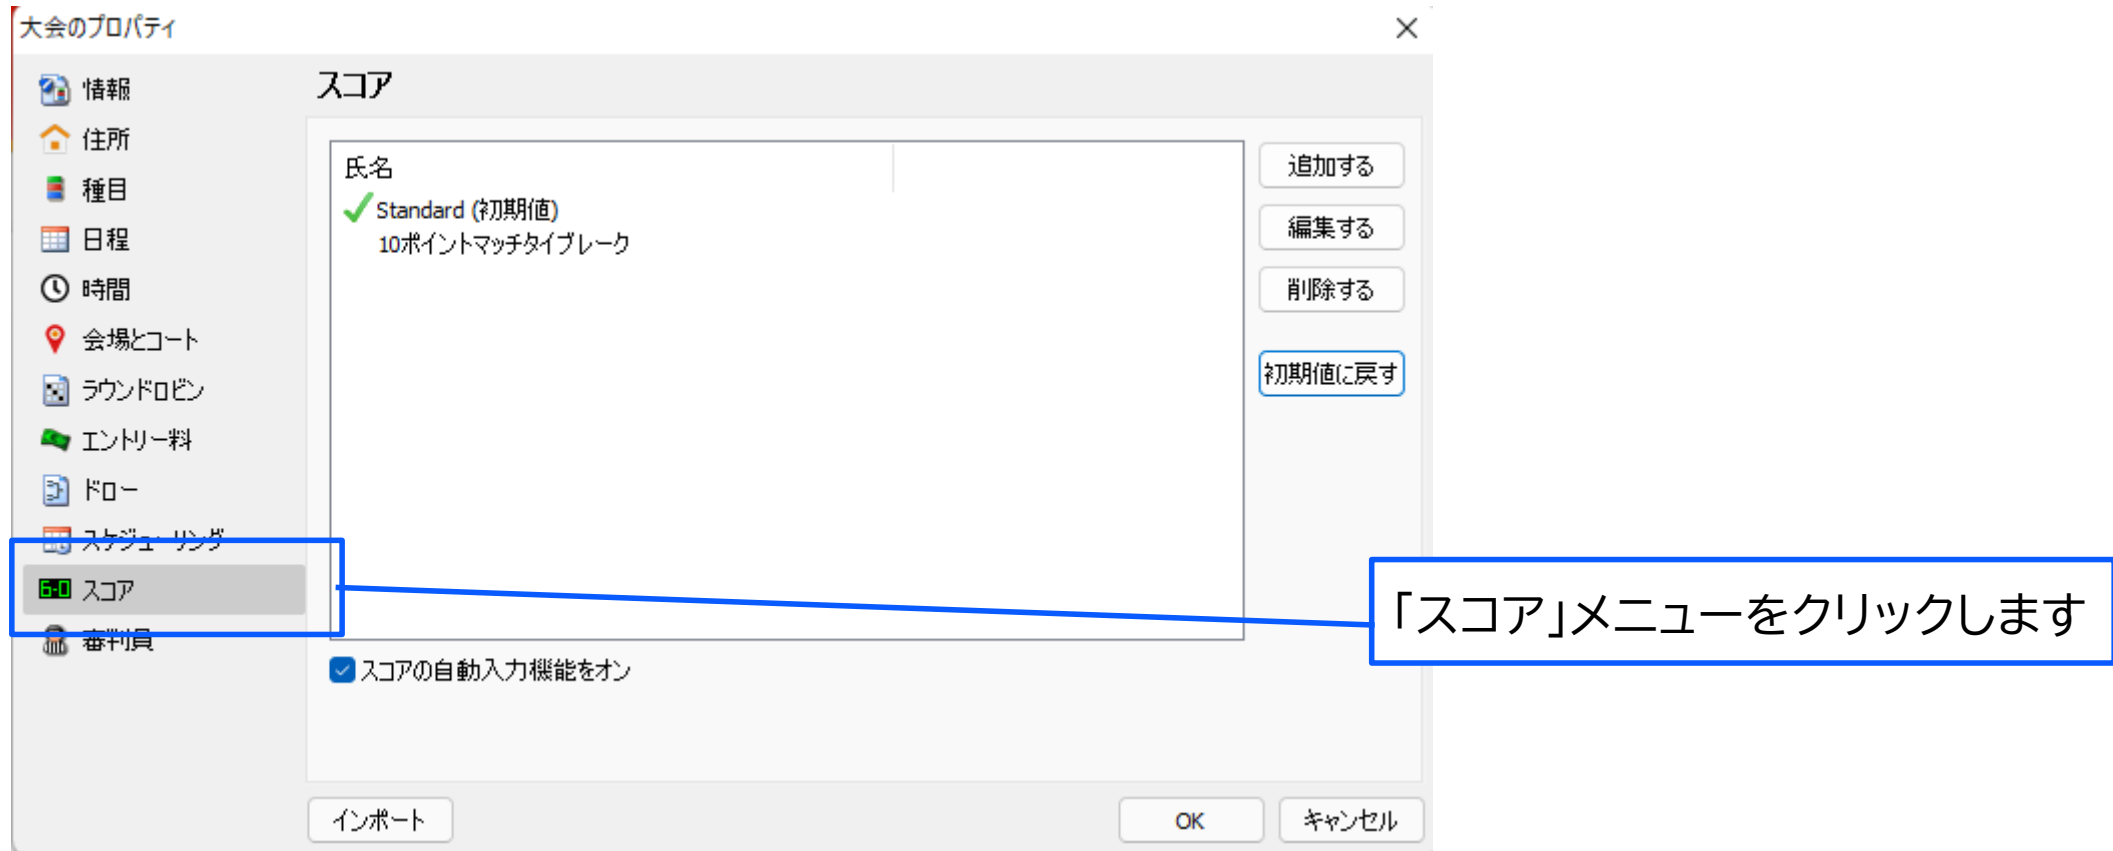 大会のプロパティ
情報
住所
種目
日程
時間
会場とコート
ラウンドロビン
エントリー料
ドロー
スケジューリング
6-0 スコア
審判員
スコア
氏名
Standard (初期値)
10ポイントマッチタイブレーク
追加する
編集する
削除する
初期値に戻す
スコアの自動入力機能をオン
インポート
OK
キャンセル
「スコア」メニューをクリックします